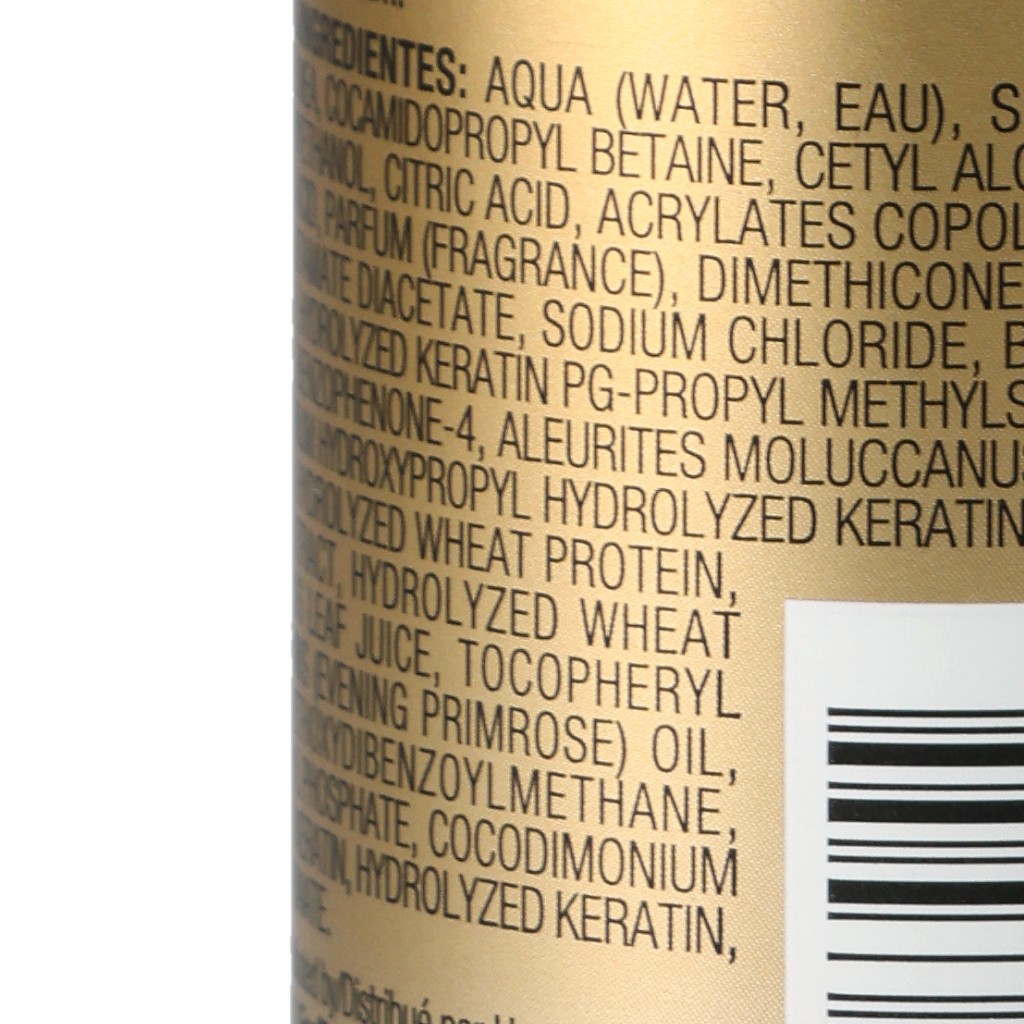 INGREDIENTES: AQUA (WATER, EAU),
COCAMIDOPROPYL BETAINE, CETYL
CITRIC ACID, ACRYLATES
PARFUM (FRAGRANCE), DIMETHICONE
DIACETATE, SODIUM CHLORIDE,
HYDROLYZED KERATIN PG-PROPYL
BENZOPHENONE-4, ALEURITES MOLUCCANUS
HYDROXYPROPYL HYDROLYZED KERATIN
HYDROLYZED WHEAT PROTEIN,
HYDROLYZED WHEAT
LEAF JUICE, TOCOPHERYL
(EVENING PRIMROSE) OIL,
PHOSPHATE, COCODIMONIUM
HYDROLYZED KERATIN,
Distribué